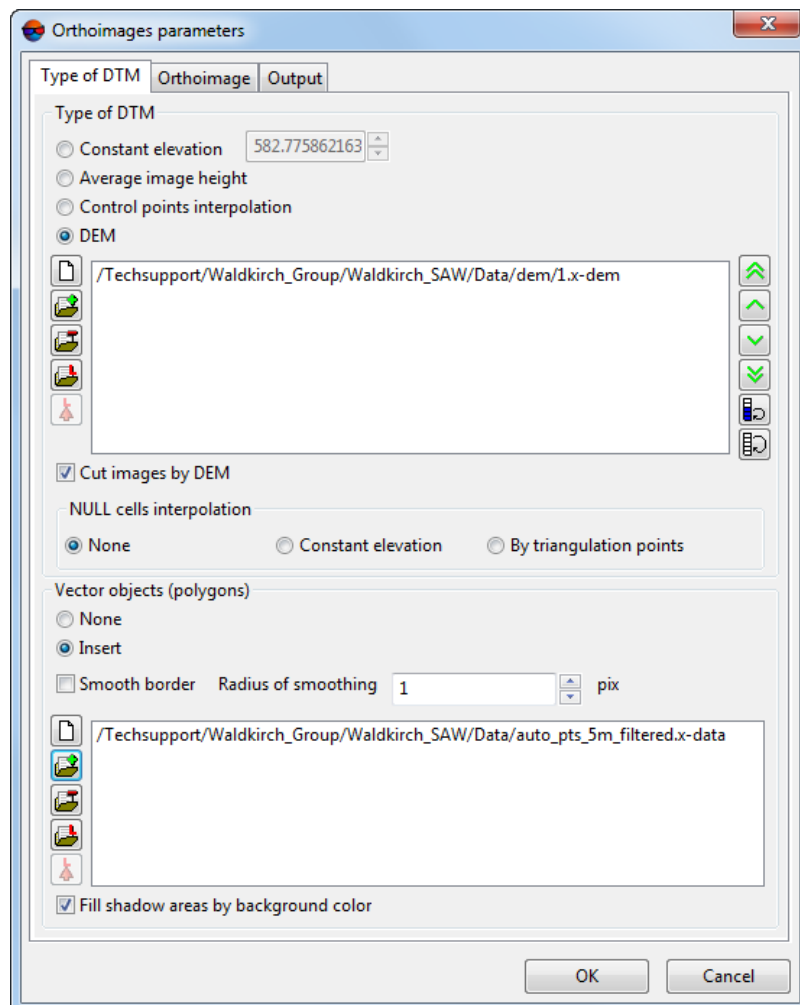 Orthoimages parameters
Type of DTM Orthoimage Output
Type of DTM
Constant elevation 582.775862163
Average image height
Control points interpolation
DEM
/Techsupport/Waldkirch_Group/Waldkirch_SAW/Data/dem/1.x-dem
Cut images by DEM
NULL cells interpolation
None Constant elevation By triangulation points
Vector objects (polygons)
None
Insert
Smooth border Radius of smoothing 1 pix
/Techsupport/Waldkirch_Group/Waldkirch_SAW/Data/auto_pts_5m_filtered.x-data
Fill shadow areas by background color
OK Cancel